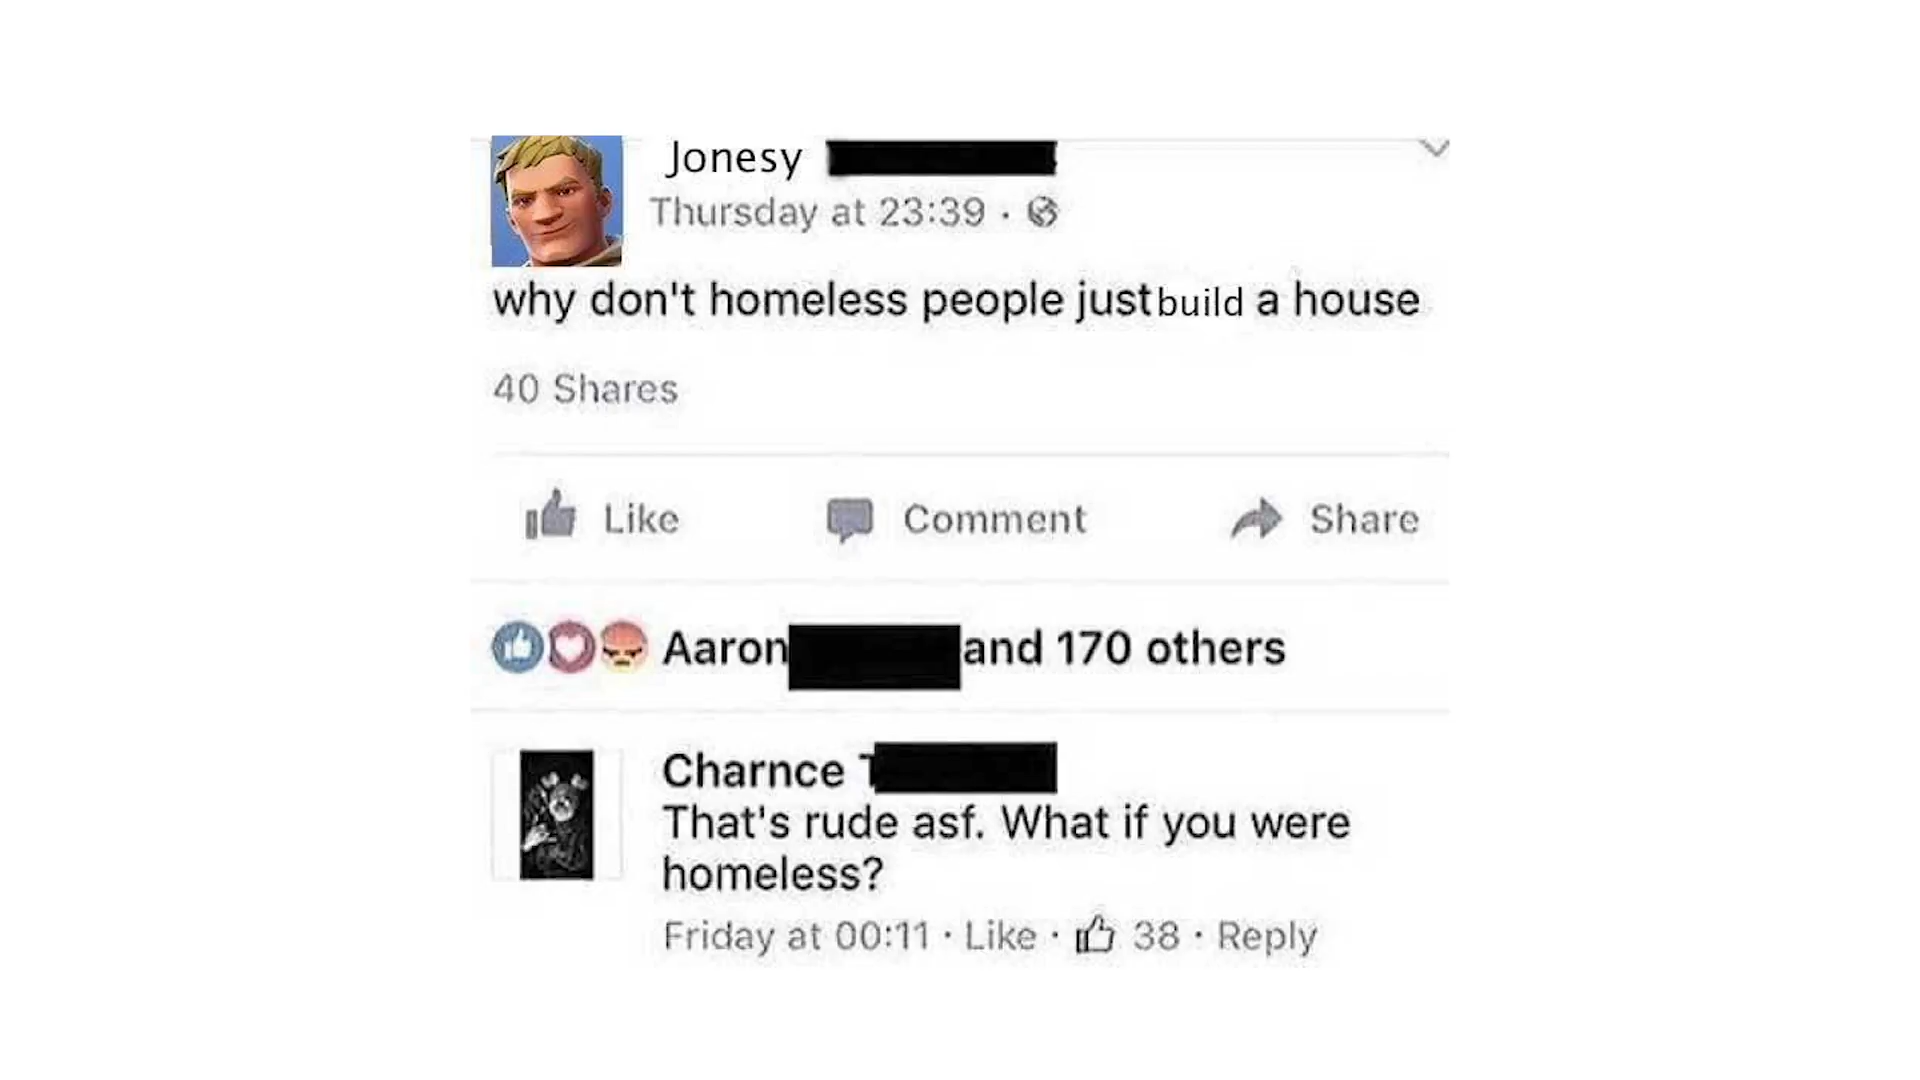 Jonesy
Thursday at 23:39 ·
why don't homeless people just build a house
40 Shares
Like Comment Share
Aaron and 170 others
Charnce
That's rude asf. What if you were
homeless?
Friday at 00:11 · Like · 38 · Reply